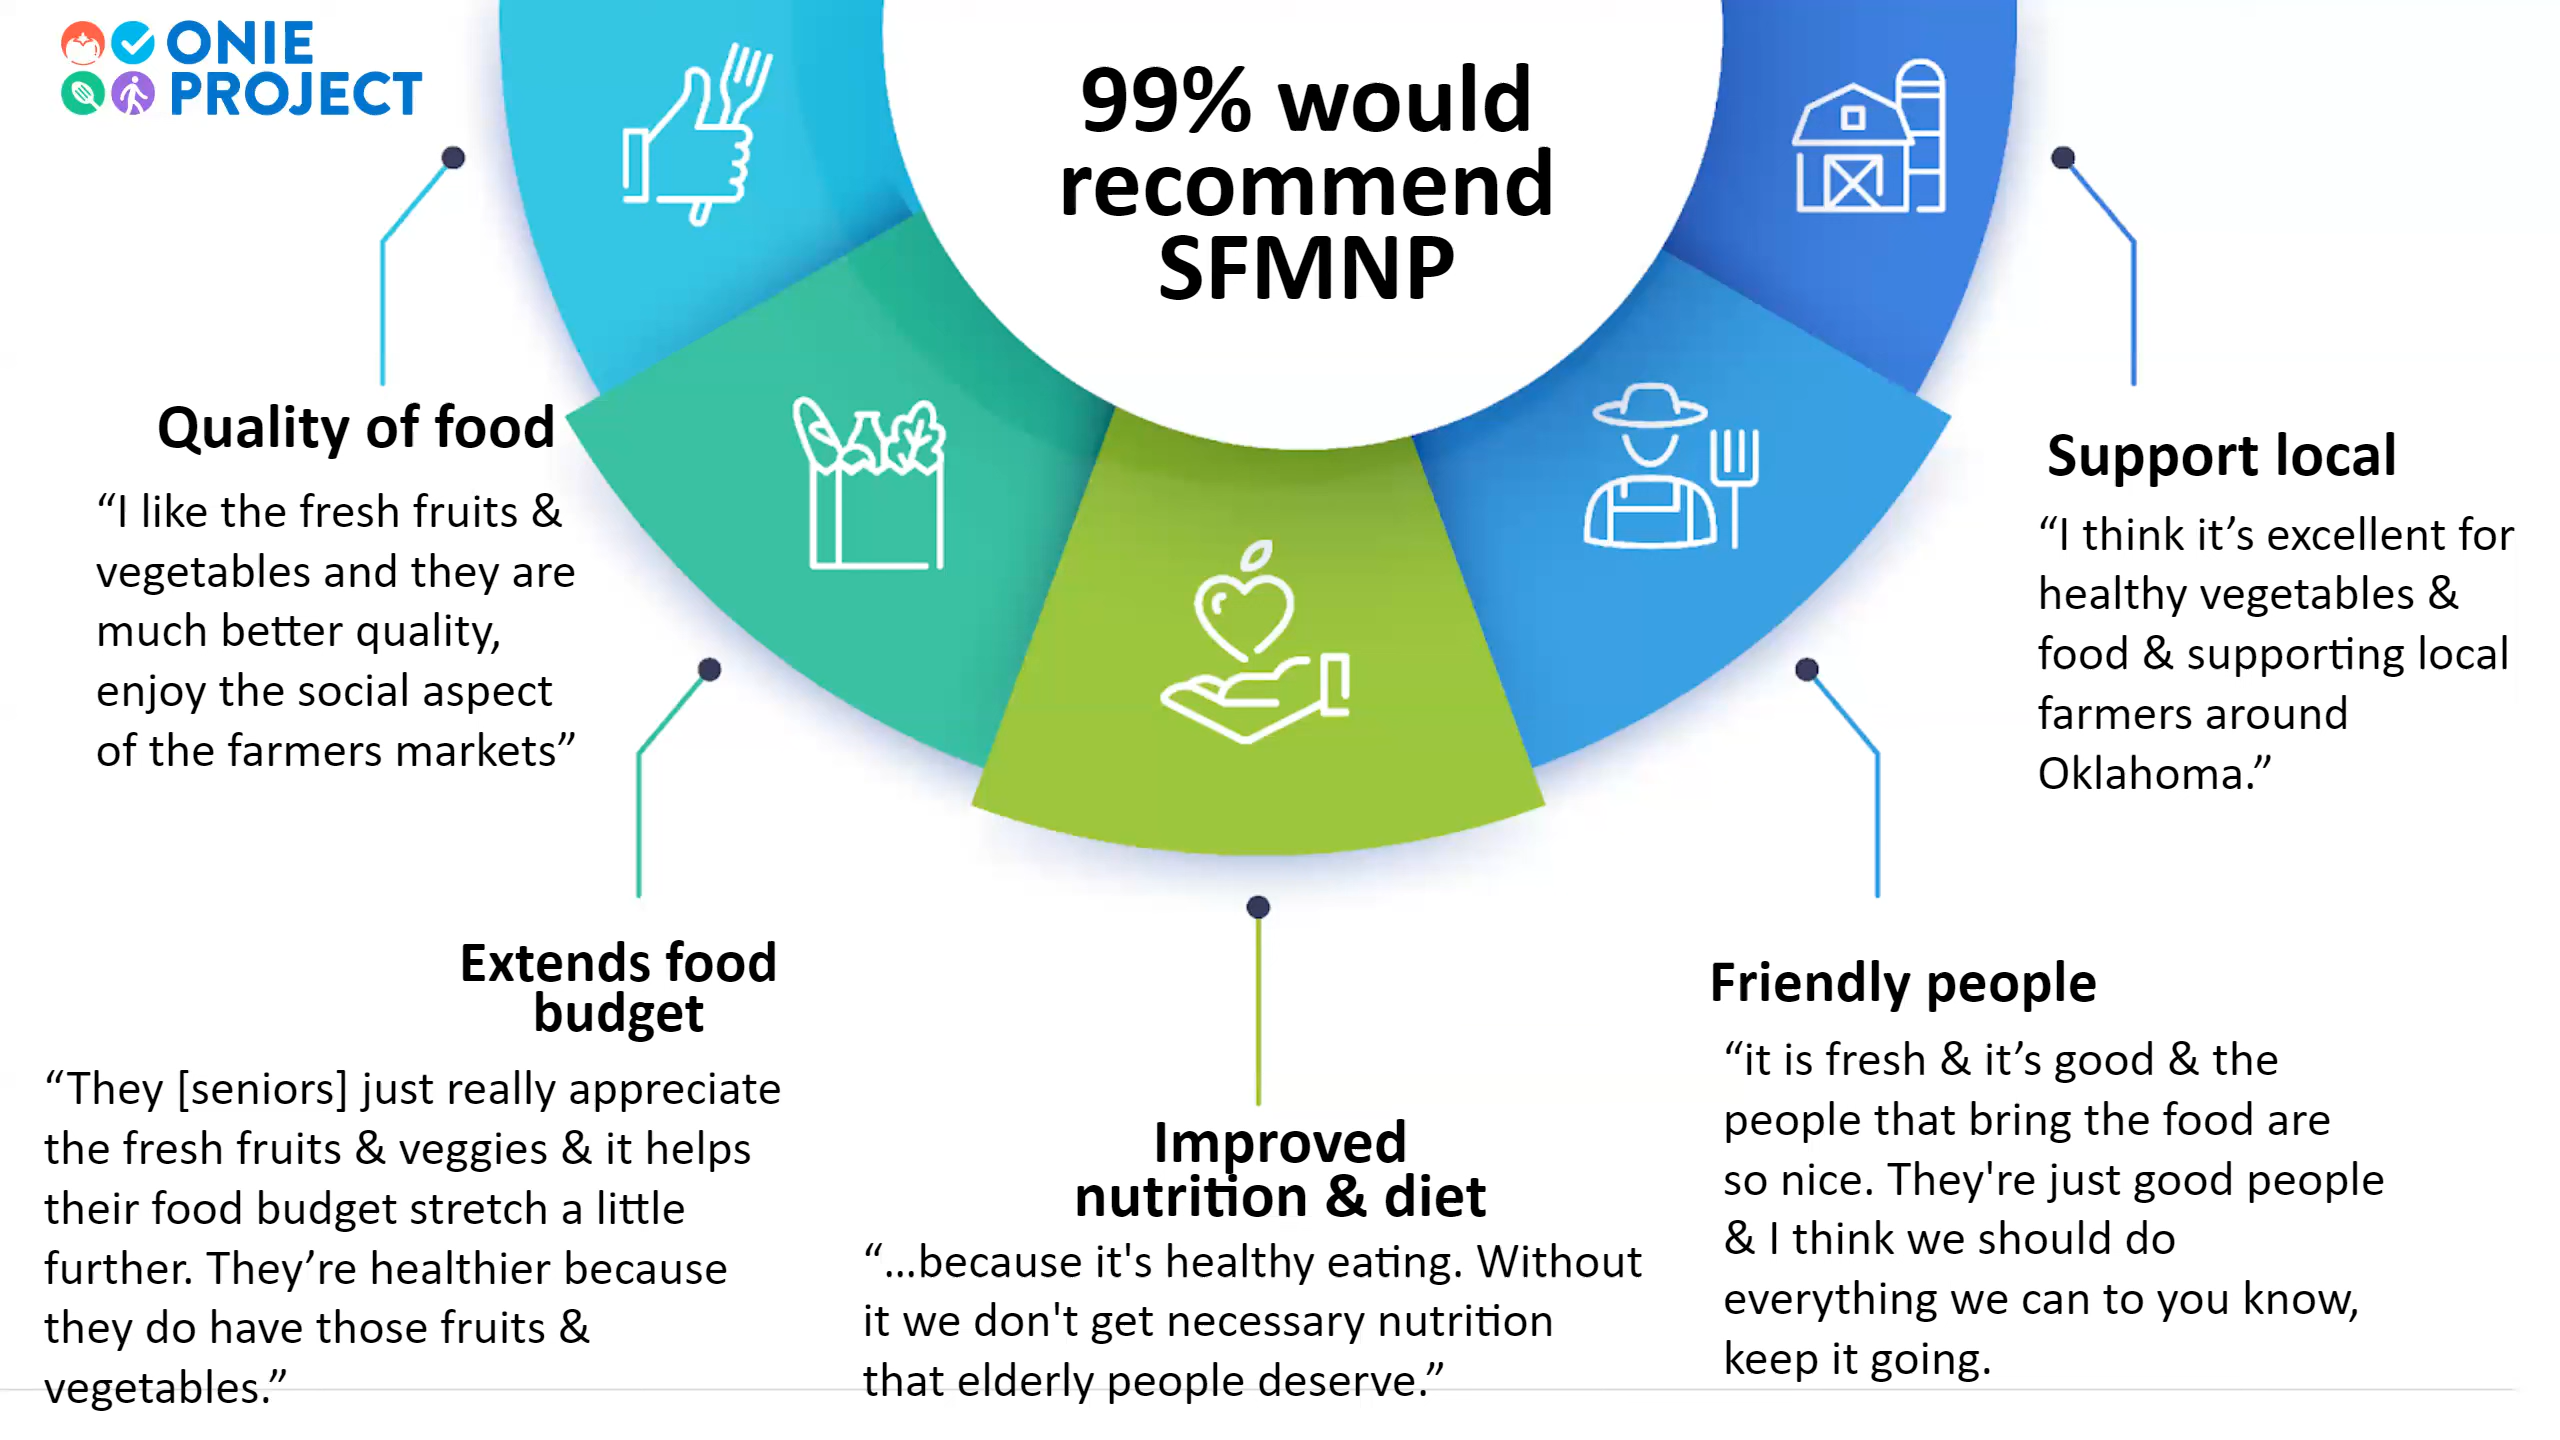 ONIE
PROJECT
99% would
recommend
SFMNP
Quality of food
“I like the fresh fruits &
vegetables and they are
much better quality,
enjoy the social aspect
of the farmers markets”
Extends food
budget
“They [seniors] just really appreciate
the fresh fruits & veggies & it helps
their food budget stretch a little
further. They’re healthier because
they do have those fruits &
vegetables.”
Improved
nutrition & diet
“…because it's healthy eating. Without
it we don't get necessary nutrition
that elderly people deserve.”
Friendly people
“it is fresh & it’s good & the
people that bring the food are
so nice. They're just good people
& I think we should do
everything we can to you know,
keep it going.
Support local
“I think it’s excellent for
healthy vegetables &
food & supporting local
farmers around
Oklahoma.”